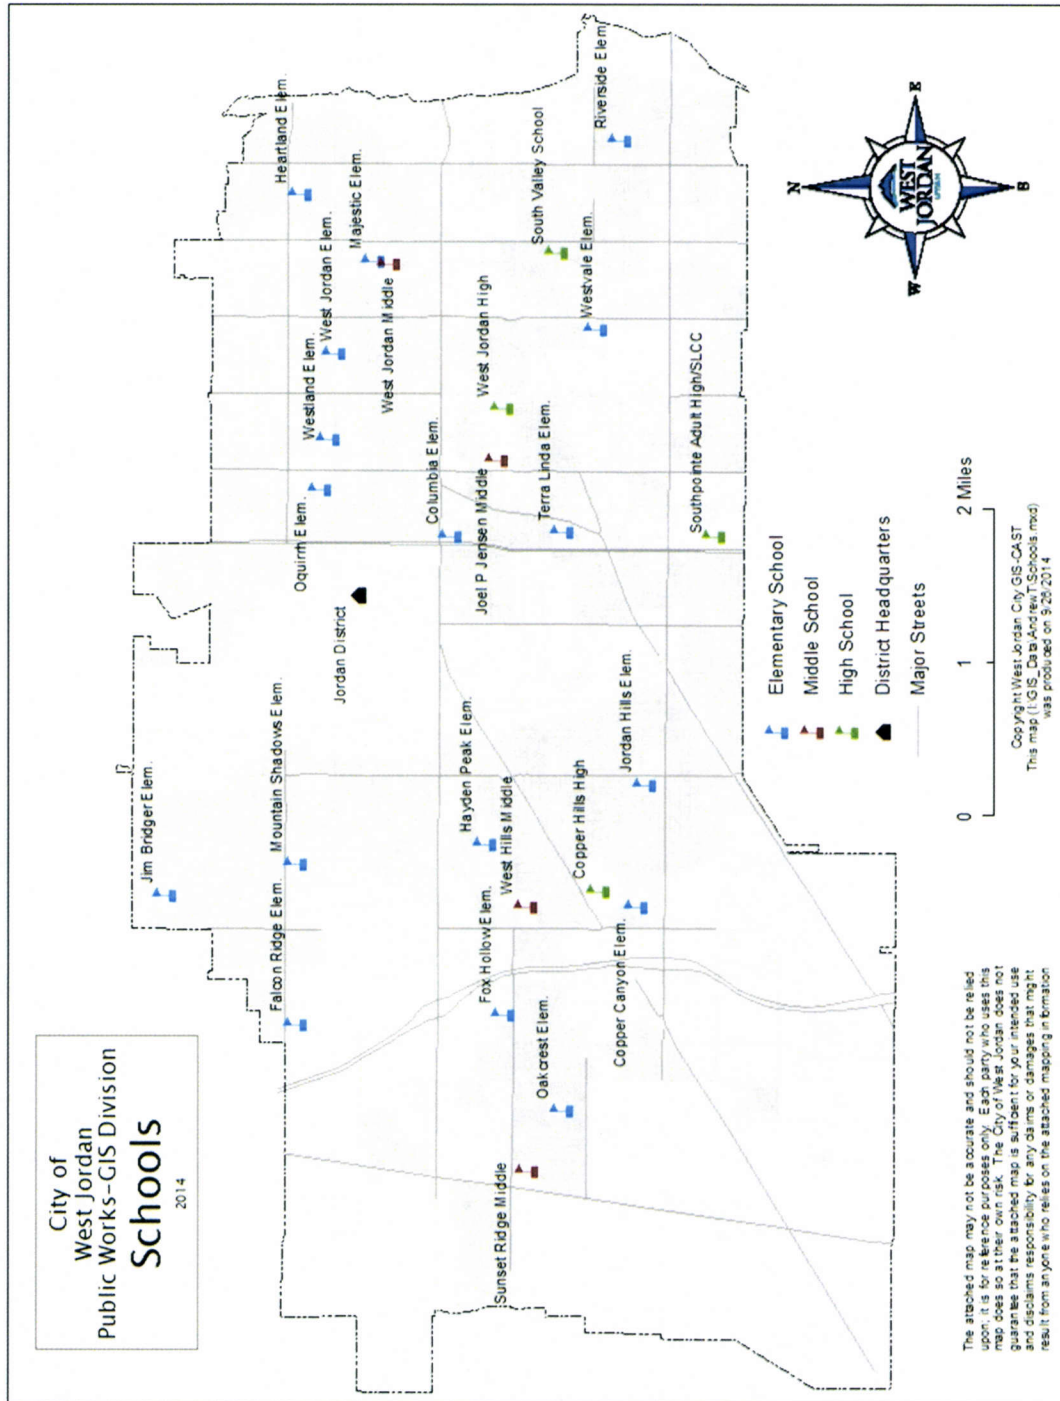 City of
West Jordan
Public Works-GIS Division
Schools
2014
Jim Bridger Elem.
Heartland Elem.
Falcon Ridge Elem.
Mountain Shadows Elem.
Oquirrh Elem.
Westland Elem.
West Jordan Elem.
Majestic Elem.
Jordan District
West Jordan Middle
Columbia Elem.
Hayden Peak Elem.
Joel P Jensen Middle
West Jordan High
Sunset Ridge Middle
Fox Hollow Elem.
West Hills Middle
South Valley School
Oakcrest Elem.
Terra Linda Elem.
Copper Hills High
Westvale Elem.
Riverside Elem.
Copper Canyon Elem.
Jordan Hills Elem.
Southpointe Adult High/SLCC
Elementary School
Middle School
High School
District Headquarters
Major Streets
N
W
E
S
WEST
JORDAN
UTAH
0 1 2 Miles
Copyright West Jordan City GIS-CAST
This map (I:\GIS_Data\AndrewT\Schools.mxd)
was produced on 9/26/2014
The attached map may not be accurate and should not be relied
upon; it is for reference purposes only. Each party who uses this
map does so at their own risk. The City of West Jordan does not
guarantee that the attached map is sufficient for your intended use
and disclaims responsibility for any claims or damages that might
result from anyone who relies on the attached mapping information